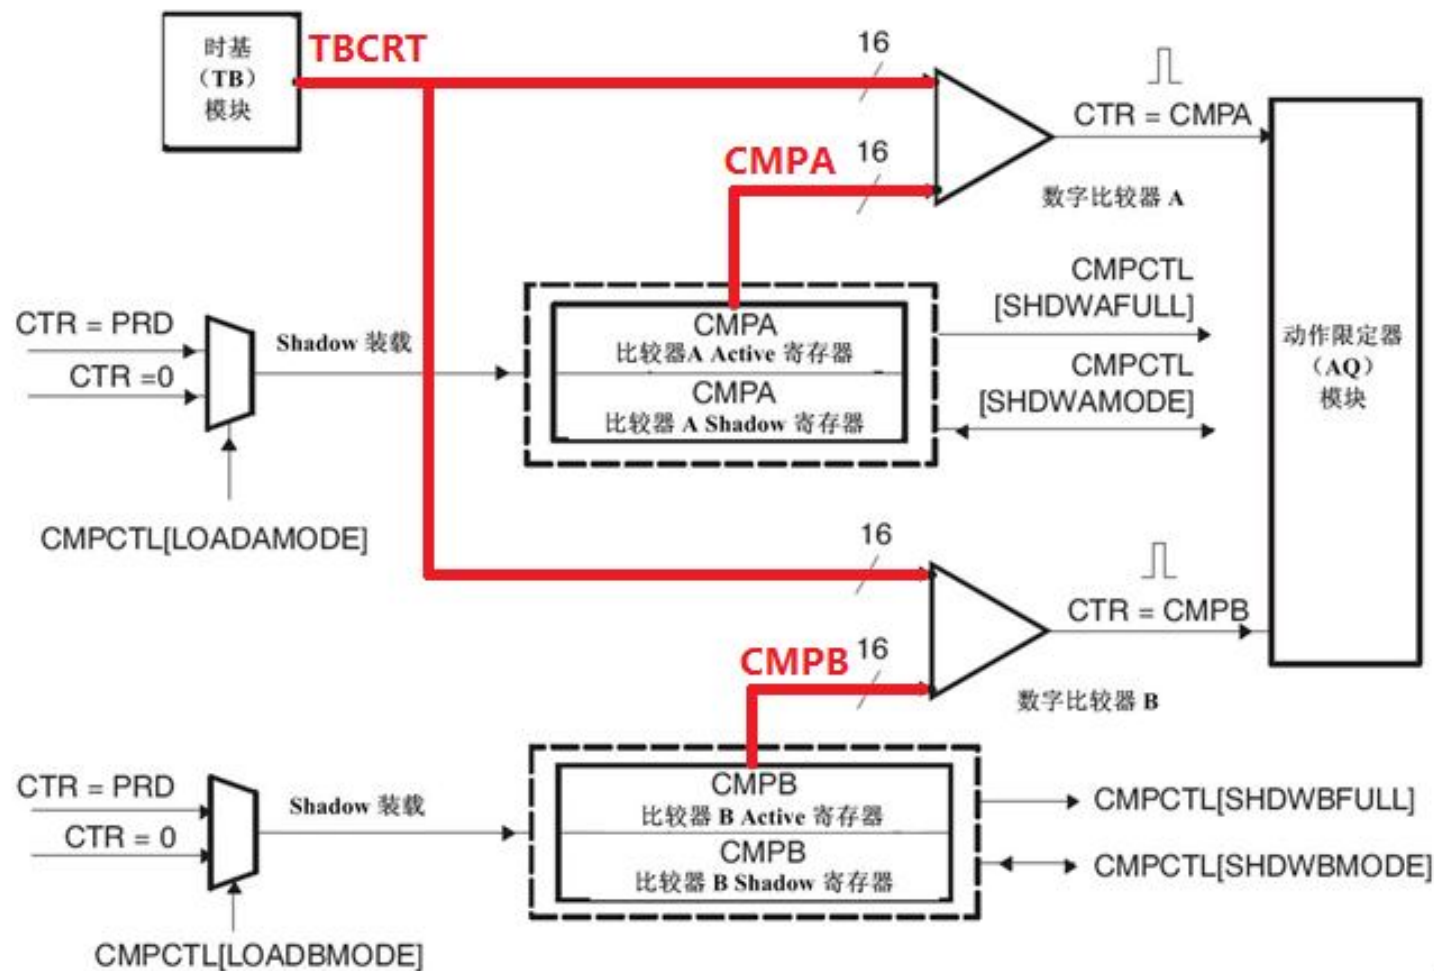 时基
（TB）
模块
TBCRT
16
CTR = CMPA
CMPA
16
数字比较器 A
CMPCTL
[SHDWAFULL]
CTR = PRD
Shadow 装载
CTR =0
CMPA
比较器A Active 寄存器
CMPA
比较器 A Shadow 寄存器
CMPCTL
[SHDWAMODE]
动作限定器
（AQ）
模块
CMPCTL[LOADAMODE]
16
CTR = CMPB
CMPB
16
数字比较器 B
CTR = PRD
Shadow 装载
CTR = 0
CMPB
比较器 B Active 寄存器
CMPB
比较器 B Shadow 寄存器
CMPCTL[SHDWBFULL]
CMPCTL[SHDWBMODE]
CMPCTL[LOADBMODE]